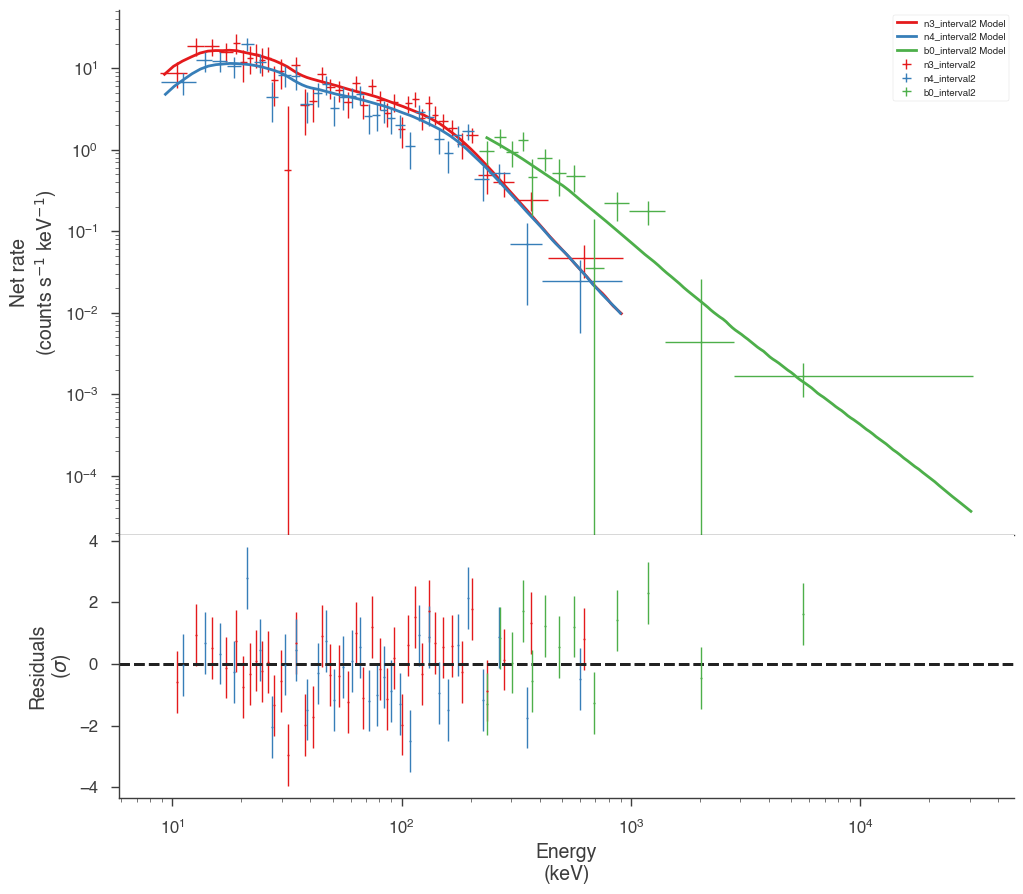 n3_interval2 Model
n4_interval2 Model
b0_interval2 Model
n3_interval2
n4_interval2
b0_interval2
Net rate
(counts s⁻¹ keV⁻¹)
10¹
10⁰
10⁻¹
10⁻²
10⁻³
10⁻⁴
Residuals
(σ)
4
2
0
−2
−4
10¹ 10² 10³ 10⁴
Energy
(keV)